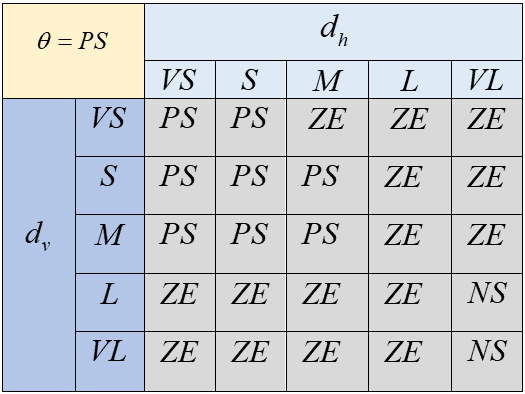 θ = PS
d_h
VS S M L VL
VS PS PS ZE ZE ZE
S PS PS PS ZE ZE
d_v
M PS PS PS ZE ZE
L ZE ZE ZE ZE NS
VL ZE ZE ZE ZE NS